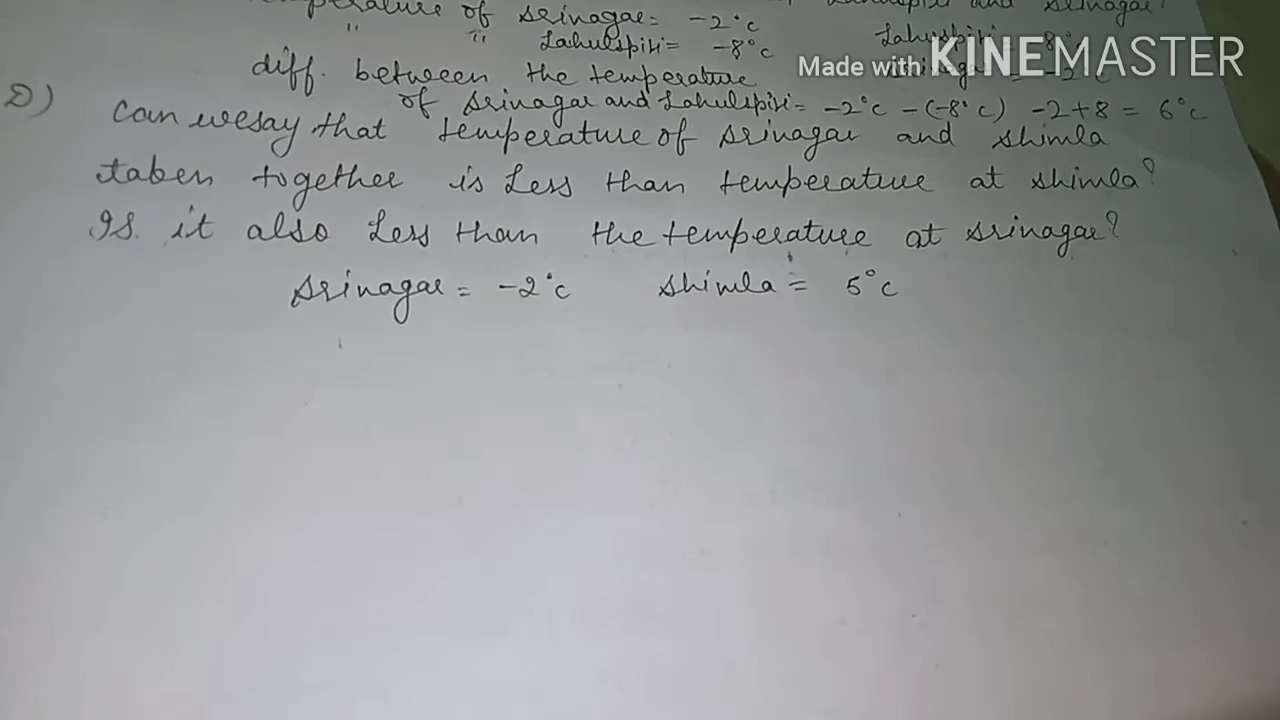 temperature of srinagar = -2°c
" " Lahulspiti = -8°c
diff. between the temperature
of srinagar and Lahulspiti = -2°c - (-8°c) -2+8 = 6°c
Made with KINEMASTER
D) can we say that temperature of srinagar and shimla
taken together is Less than temperature at shimla?
Is it also Less than the temperature at srinagar?
srinagar = -2°c shimla = 5°c